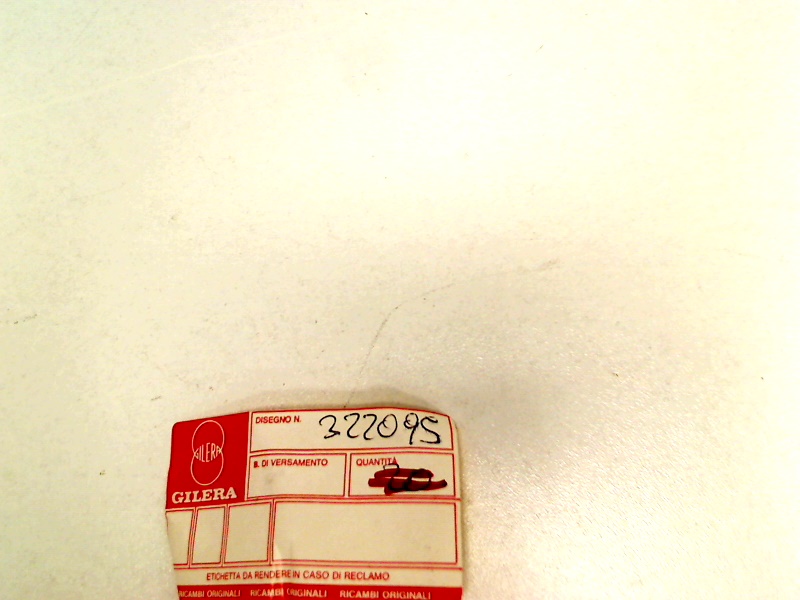 DISEGNO N. 322095
GILERA
B. DI VERSAMENTO QUANTITÀ
GILERA
ETICHETTA DA RENDERE IN CASO DI RECLAMO
RICAMBI ORIGINALI RICAMBI ORIGINALI RICAMBI ORIGINALI